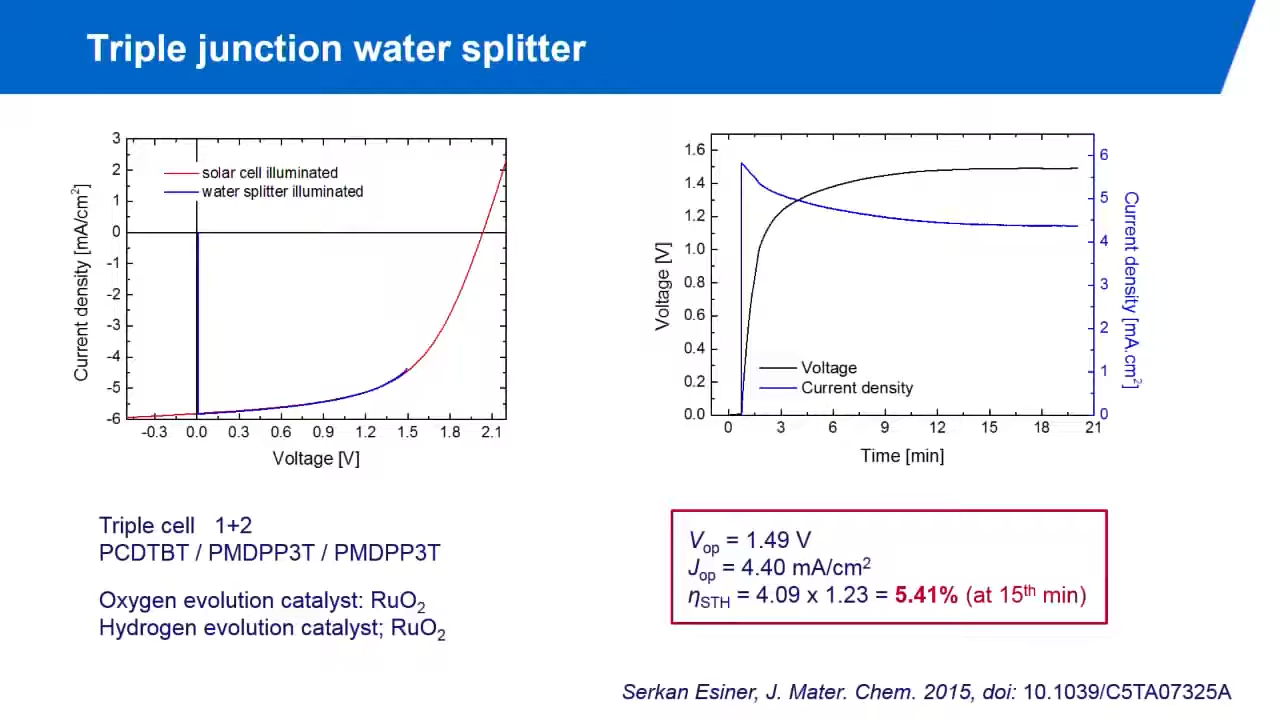 Triple junction water splitter
3
2
1
0
-1
-2
-3
-4
-5
-6
Current density [mA/cm²]
solar cell illuminated
water splitter illuminated
-0.3 0.0 0.3 0.6 0.9 1.2 1.5 1.8 2.1
Voltage [V]
1.6
1.4
1.2
1.0
0.8
0.6
0.4
0.2
0.0
Voltage [V]
Voltage
Current density
6
5
4
3
2
1
0
Current density [mA.cm²]
0 3 6 9 12 15 18 21
Time [min]
Triple cell 1+2
PCDTBT / PMDPP3T / PMDPP3T
Oxygen evolution catalyst: RuO₂
Hydrogen evolution catalyst; RuO₂
Vop = 1.49 V
Jop = 4.40 mA/cm²
ηSTH = 4.09 x 1.23 = 5.41% (at 15th min)
Serkan Esiner, J. Mater. Chem. 2015, doi: 10.1039/C5TA07325A